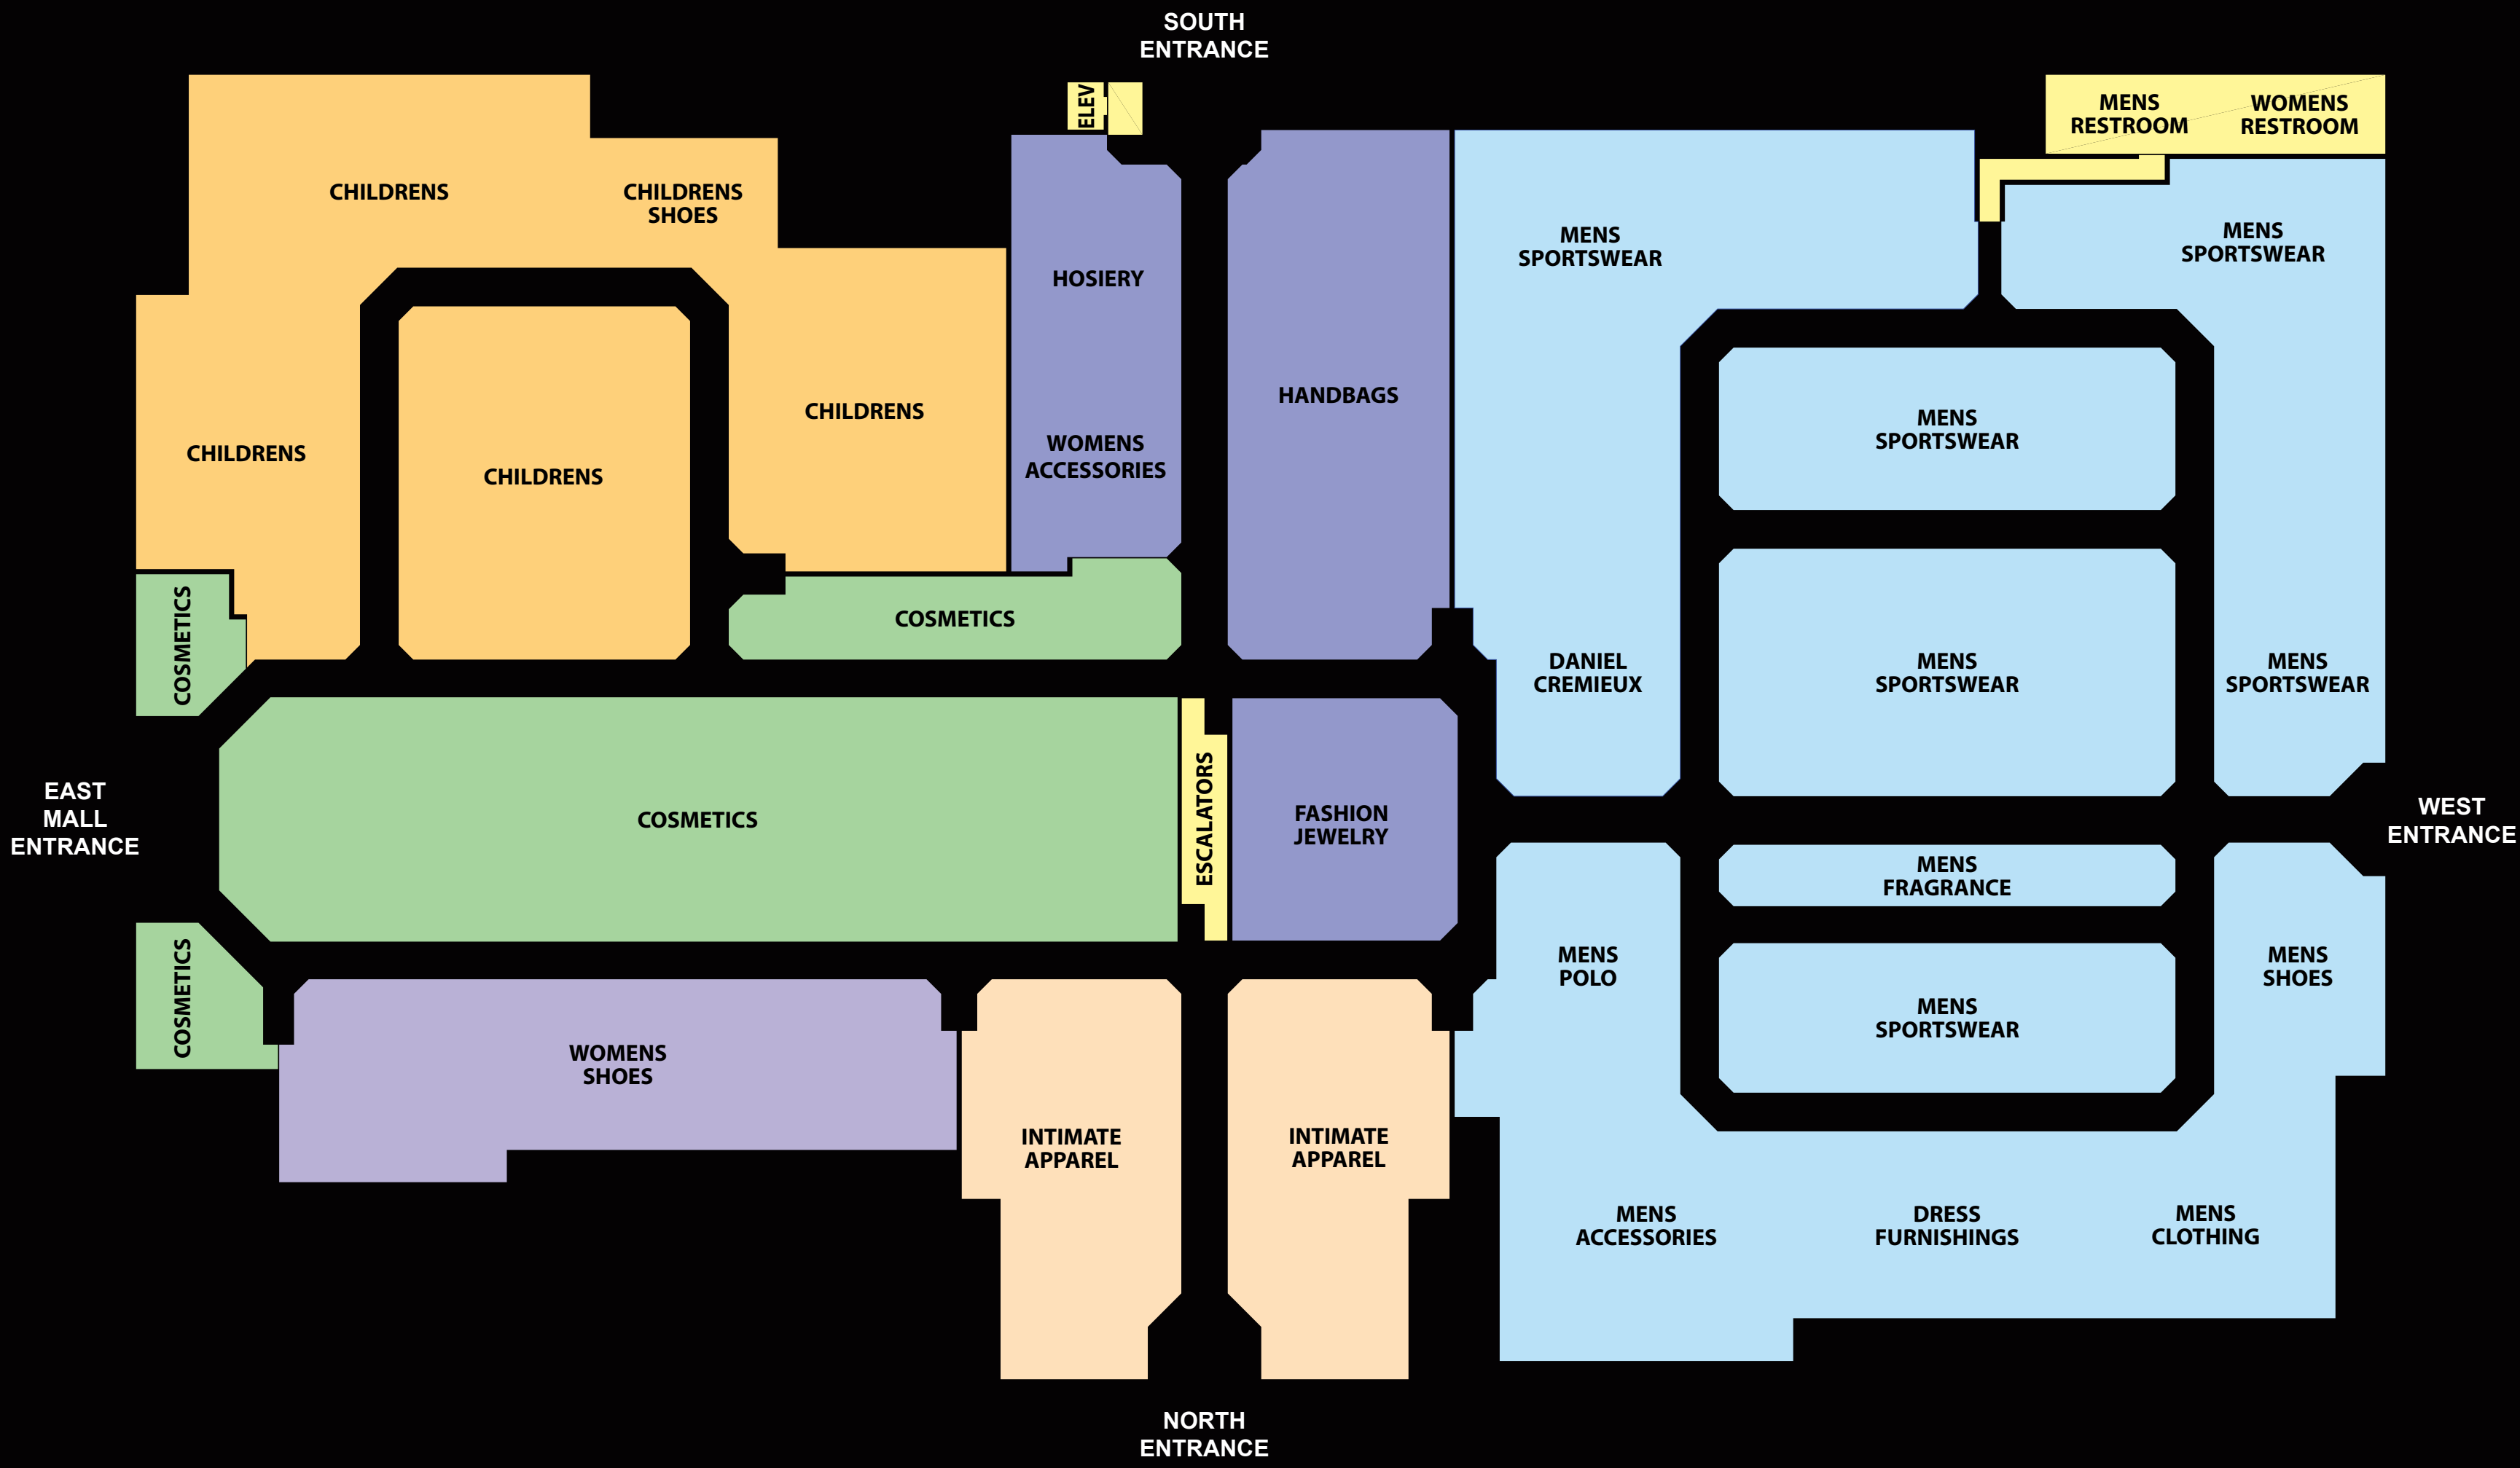 SOUTH
ENTRANCE
ELEV
MENS
RESTROOM
WOMENS
RESTROOM
CHILDRENS
CHILDRENS
SHOES
HOSIERY
MENS
SPORTSWEAR
MENS
SPORTSWEAR
HANDBAGS
CHILDRENS
MENS
SPORTSWEAR
CHILDRENS
CHILDRENS
WOMENS
ACCESSORIES
COSMETICS
COSMETICS
DANIEL
CREMIEUX
MENS
SPORTSWEAR
MENS
SPORTSWEAR
EAST
MALL
ENTRANCE
COSMETICS
ESCALATORS
FASHION
JEWELRY
WEST
ENTRANCE
MENS
FRAGRANCE
COSMETICS
MENS
POLO
MENS
SHOES
MENS
SPORTSWEAR
WOMENS
SHOES
INTIMATE
APPAREL
INTIMATE
APPAREL
MENS
ACCESSORIES
DRESS
FURNISHINGS
MENS
CLOTHING
NORTH
ENTRANCE